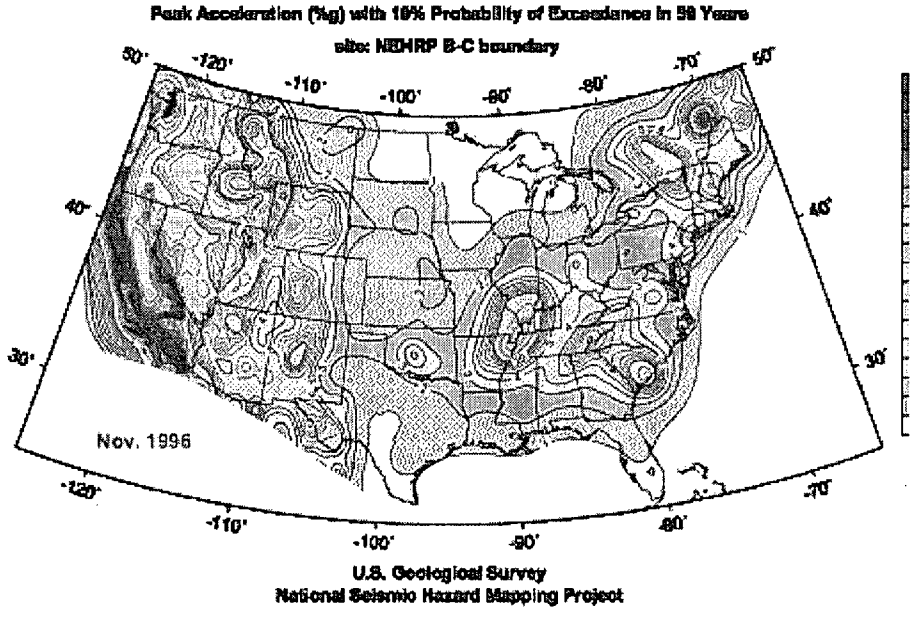 Peak Acceleration (%g) with 10% Probability of Exceedance in 50 Years
site: NEHRP B-C boundary
50° -120° -110° -100° -90° -80° -70° 50°
40° 40°
30° 30°
Nov. 1996
-120° -110° -100° -90° -80° -70°
U.S. Geological Survey
National Seismic Hazard Mapping Project